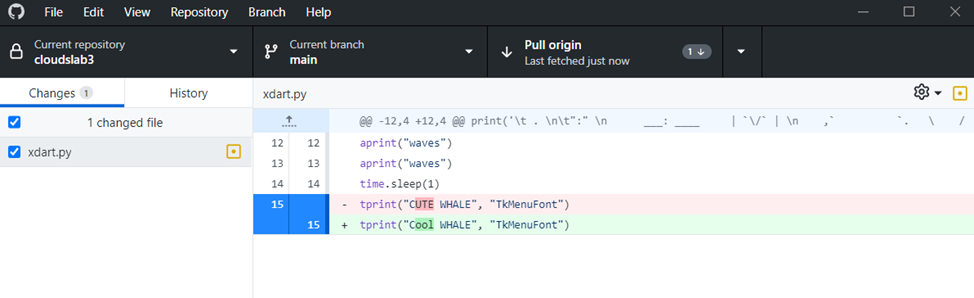 File Edit View Repository Branch Help
Current repository
cloudslab3
Current branch
main
Pull origin
Last fetched just now
1
Changes 1
History
1 changed file
xdart.py
xdart.py
@@ -12,4 +12,4 @@ print('\t . \n\t":" \n ___: ____ | `\/` | \n ,` `. \ /
12 12 aprint("waves")
13 13 aprint("waves")
14 14 time.sleep(1)
15 - tprint("CUTE WHALE", "TkMenuFont")
15 + tprint("Cool WHALE", "TkMenuFont")